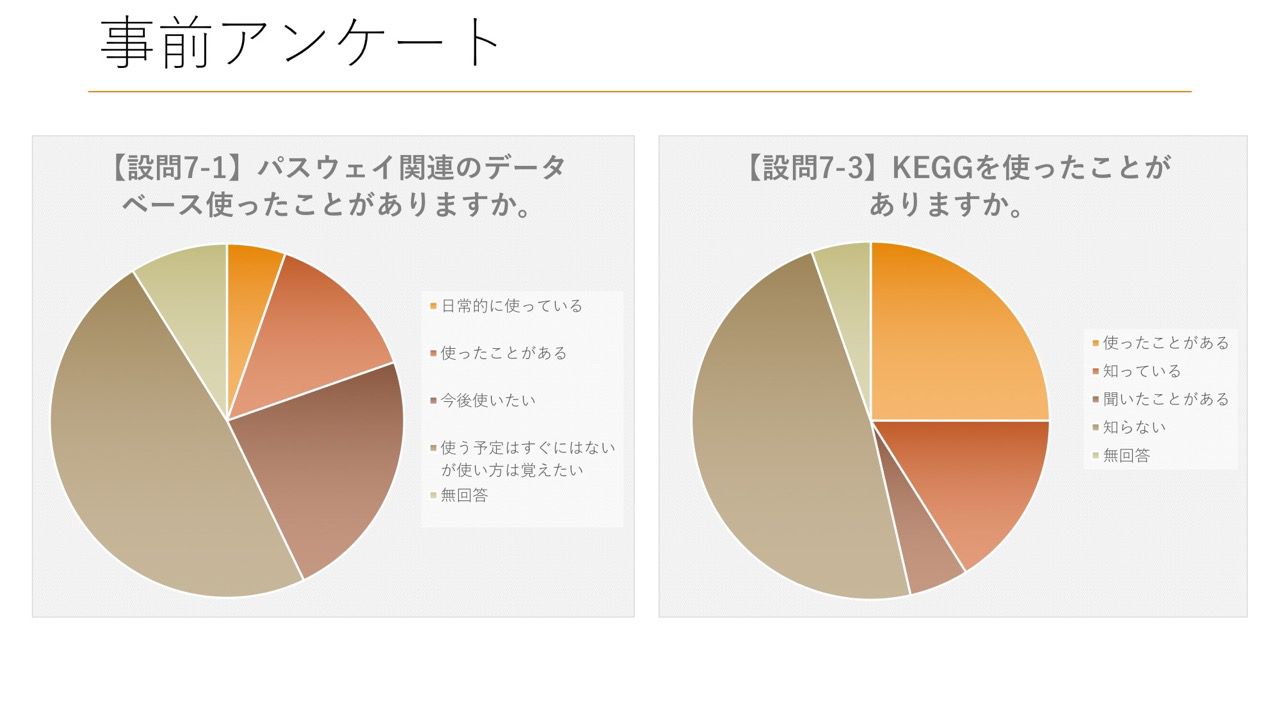 事前アンケート
【設問7-1】パスウェイ関連のデータ
ベース使ったことがありますか。
日常的に使っている
使ったことがある
今後使いたい
使う予定はすぐにはない
が使い方は覚えたい
無回答
【設問7-3】KEGGを使ったことが
ありますか。
使ったことがある
知っている
聞いたことがある
知らない
無回答